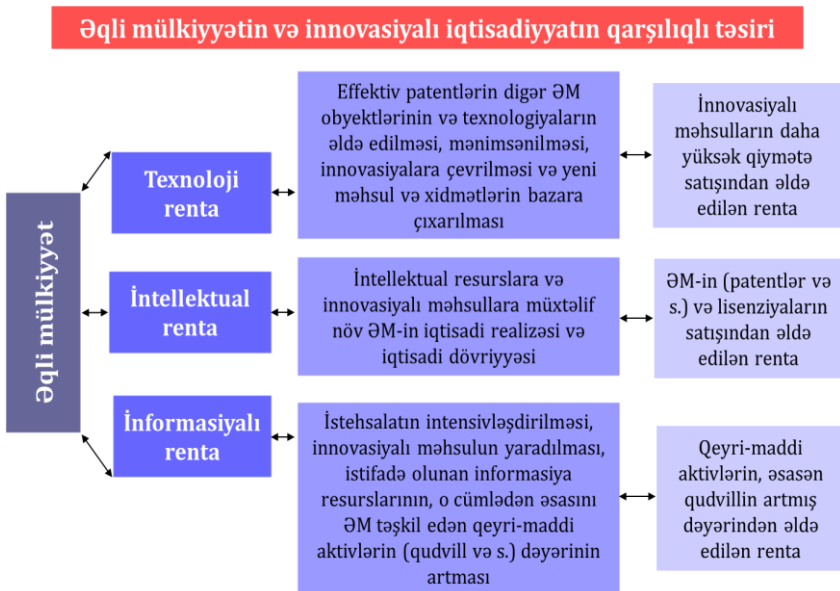 Əqli mülkiyyətin və innovasiyalı iqtisadiyyatın qarşılıqlı təsiri
Əqli mülkiyyət
Texnoloji
renta
Effektiv patentlərin digər ƏM
obyektlərinin və texnologiyaların
əldə edilməsi, mənimsənilməsi,
innovasiyalara çevrilməsi və yeni
məhsul və xidmətlərin bazara
çıxarılması
İnnovasiyalı
məhsulların daha
yüksək qiymətə
satışından əldə
edilən renta
İntellektual
renta
İntellektual resurslara və
innovasiyalı məhsullara müxtəlif
növ ƏM-in iqtisadi realizəsi və
iqtisadi dövriyyəsi
ƏM-in (patentlər və
s.) və lisenziyaların
satışından əldə
edilən renta
İnformasiyalı
renta
İstehsalatın intensivləşdirilməsi,
innovasiyalı məhsulun yaradılması,
istifadə olunan informasiya
resurslarının, o cümlədən əsasını
ƏM təşkil edən qeyri-maddi
aktivlərin (qudvill və s.) dəyərinin
artması
Qeyri-maddi
aktivlərin, əsasən
qudvillin artmış
dəyərindən əldə
edilən renta